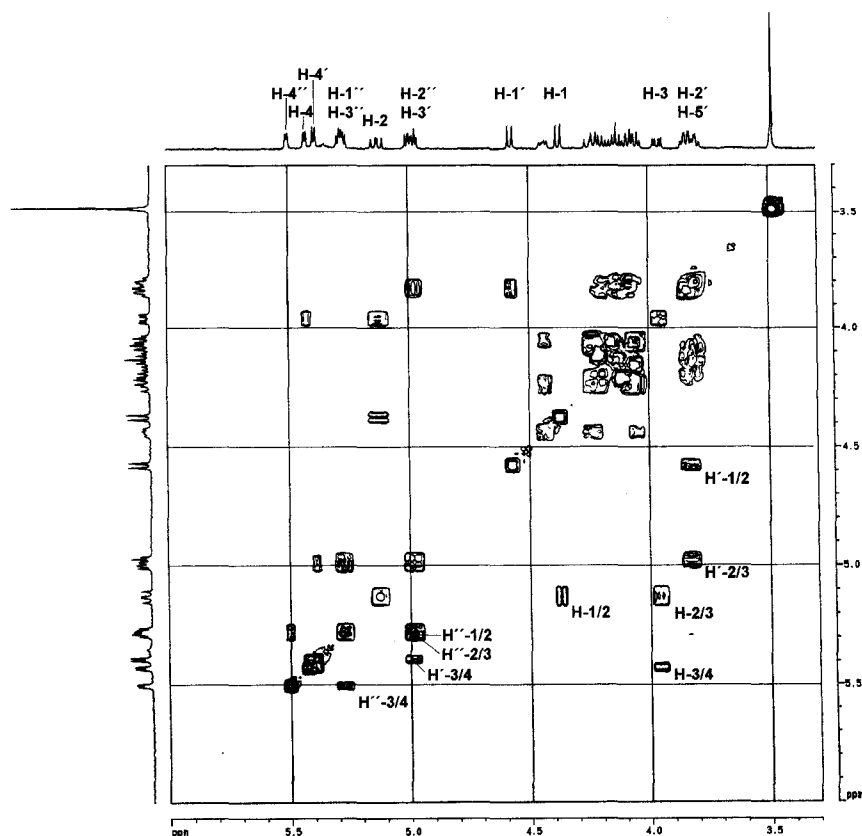 H-4´
H-4´´ H-1´´ H-2´´ H-1´ H-1 H-3 H-2´
H-4 H-3´´ H-2 H-3´ H-5´
3.5
4.0
4.5
H´-1/2
5.0
H´-2/3
H-1/2 H-2/3
H´´-1/2
H´´-2/3
H´-3/4 H-3/4
H´´-3/4
5.5
ppm
ppm 5.5 5.0 4.5 4.0 3.5